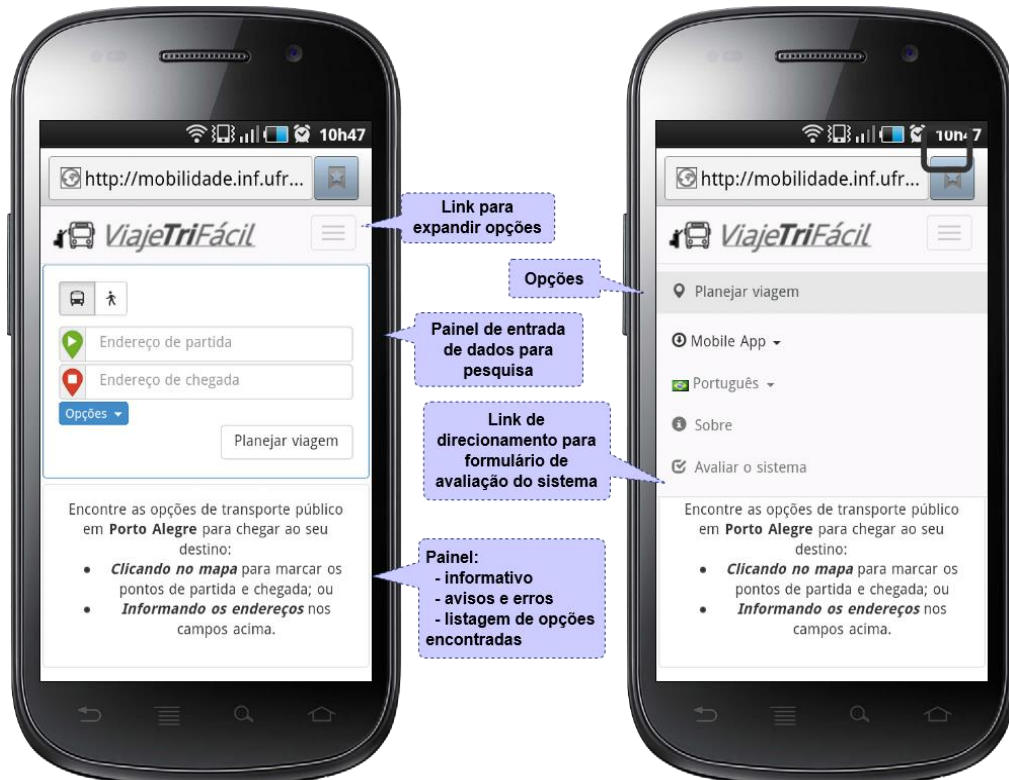 10h47
http://mobilidade.inf.ufr...
ViajeTriFácil
Endereço de partida
Endereço de chegada
Opções
Planejar viagem
Encontre as opções de transporte público
em Porto Alegre para chegar ao seu
destino:
• Clicando no mapa para marcar os
pontos de partida e chegada; ou
• Informando os endereços nos
campos acima.
Link para
expandir opções
Opções
Painel de entrada
de dados para
pesquisa
Link de
direcionamento para
formulário de
avaliação do sistema
Painel:
- informativo
- avisos e erros
- listagem de opções
encontradas
10h47
http://mobilidade.inf.ufr...
ViajeTriFácil
Planejar viagem
Mobile App
Português
Sobre
Avaliar o sistema
Encontre as opções de transporte público
em Porto Alegre para chegar ao seu
destino:
• Clicando no mapa para marcar os
pontos de partida e chegada; ou
• Informando os endereços nos
campos acima.